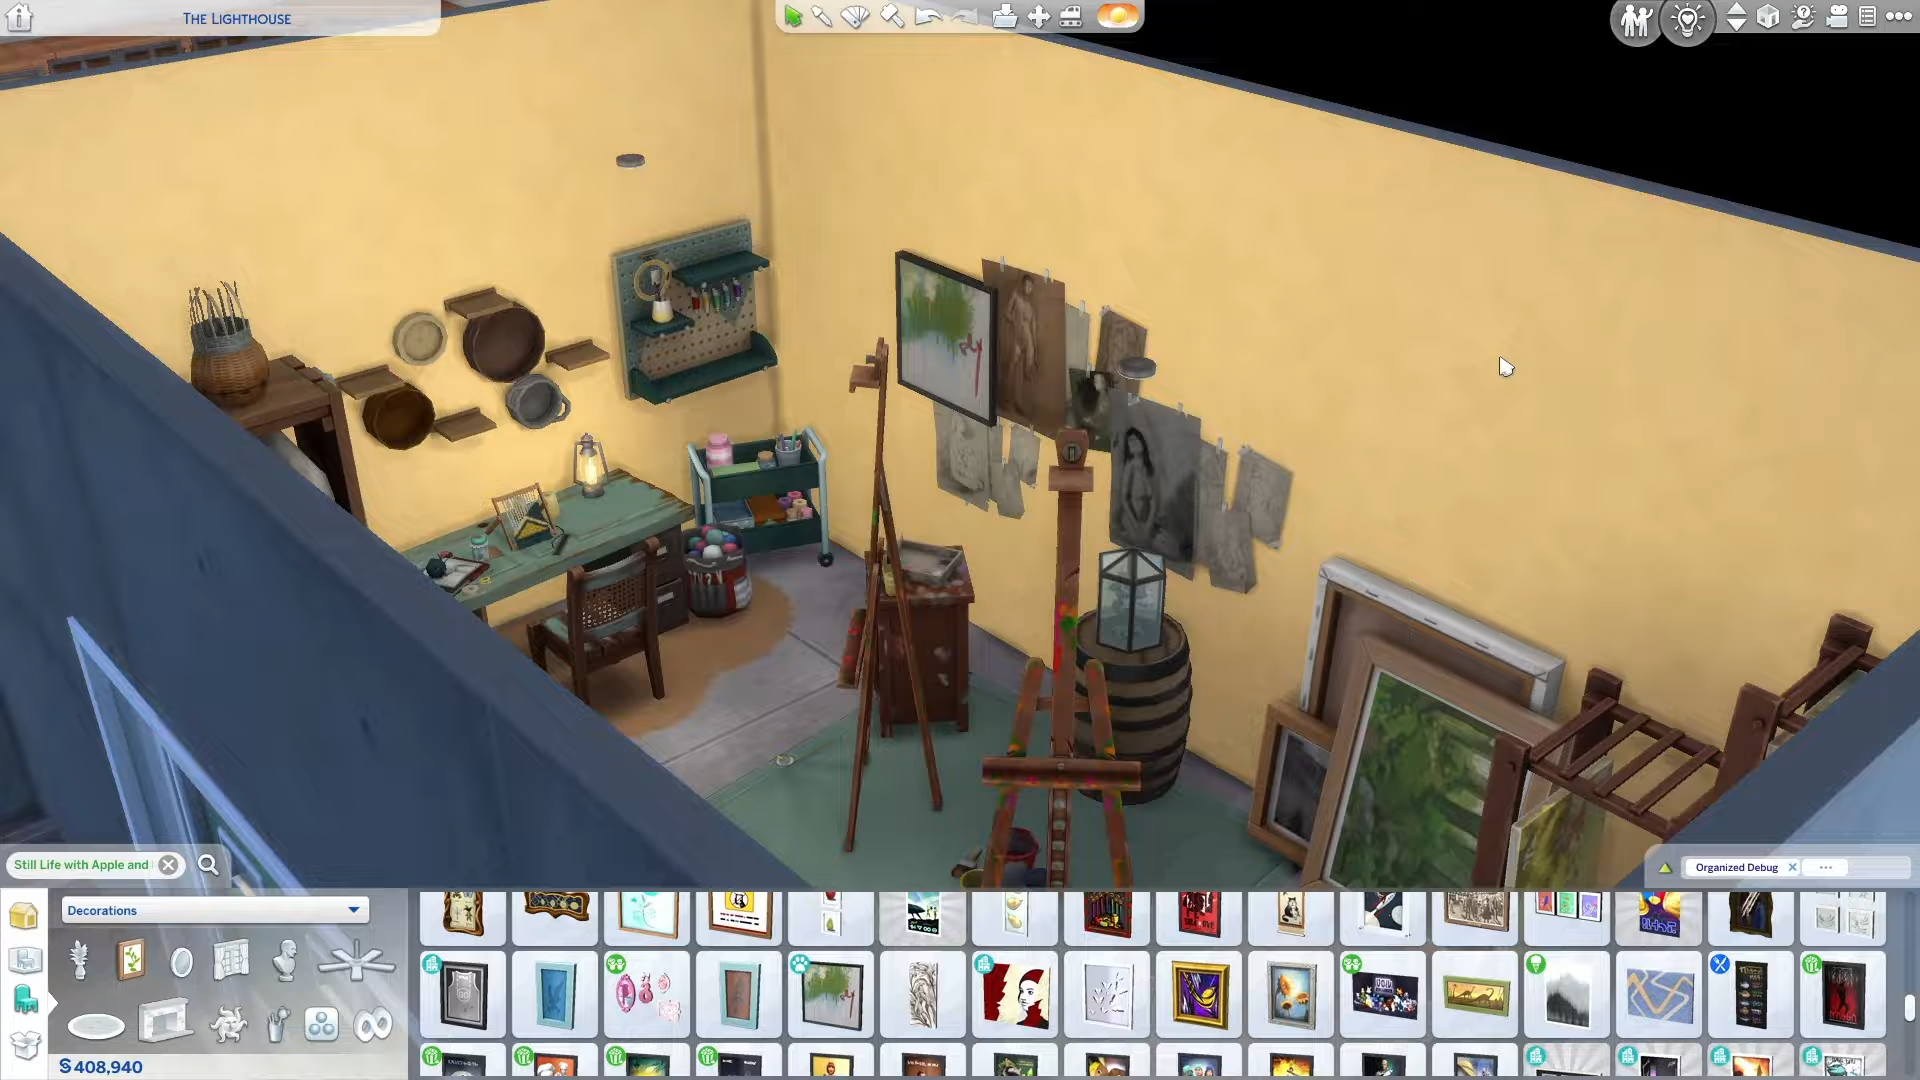 The Lighthouse
Still Life with Apple and
Organized Debug
Decorations
§408,940